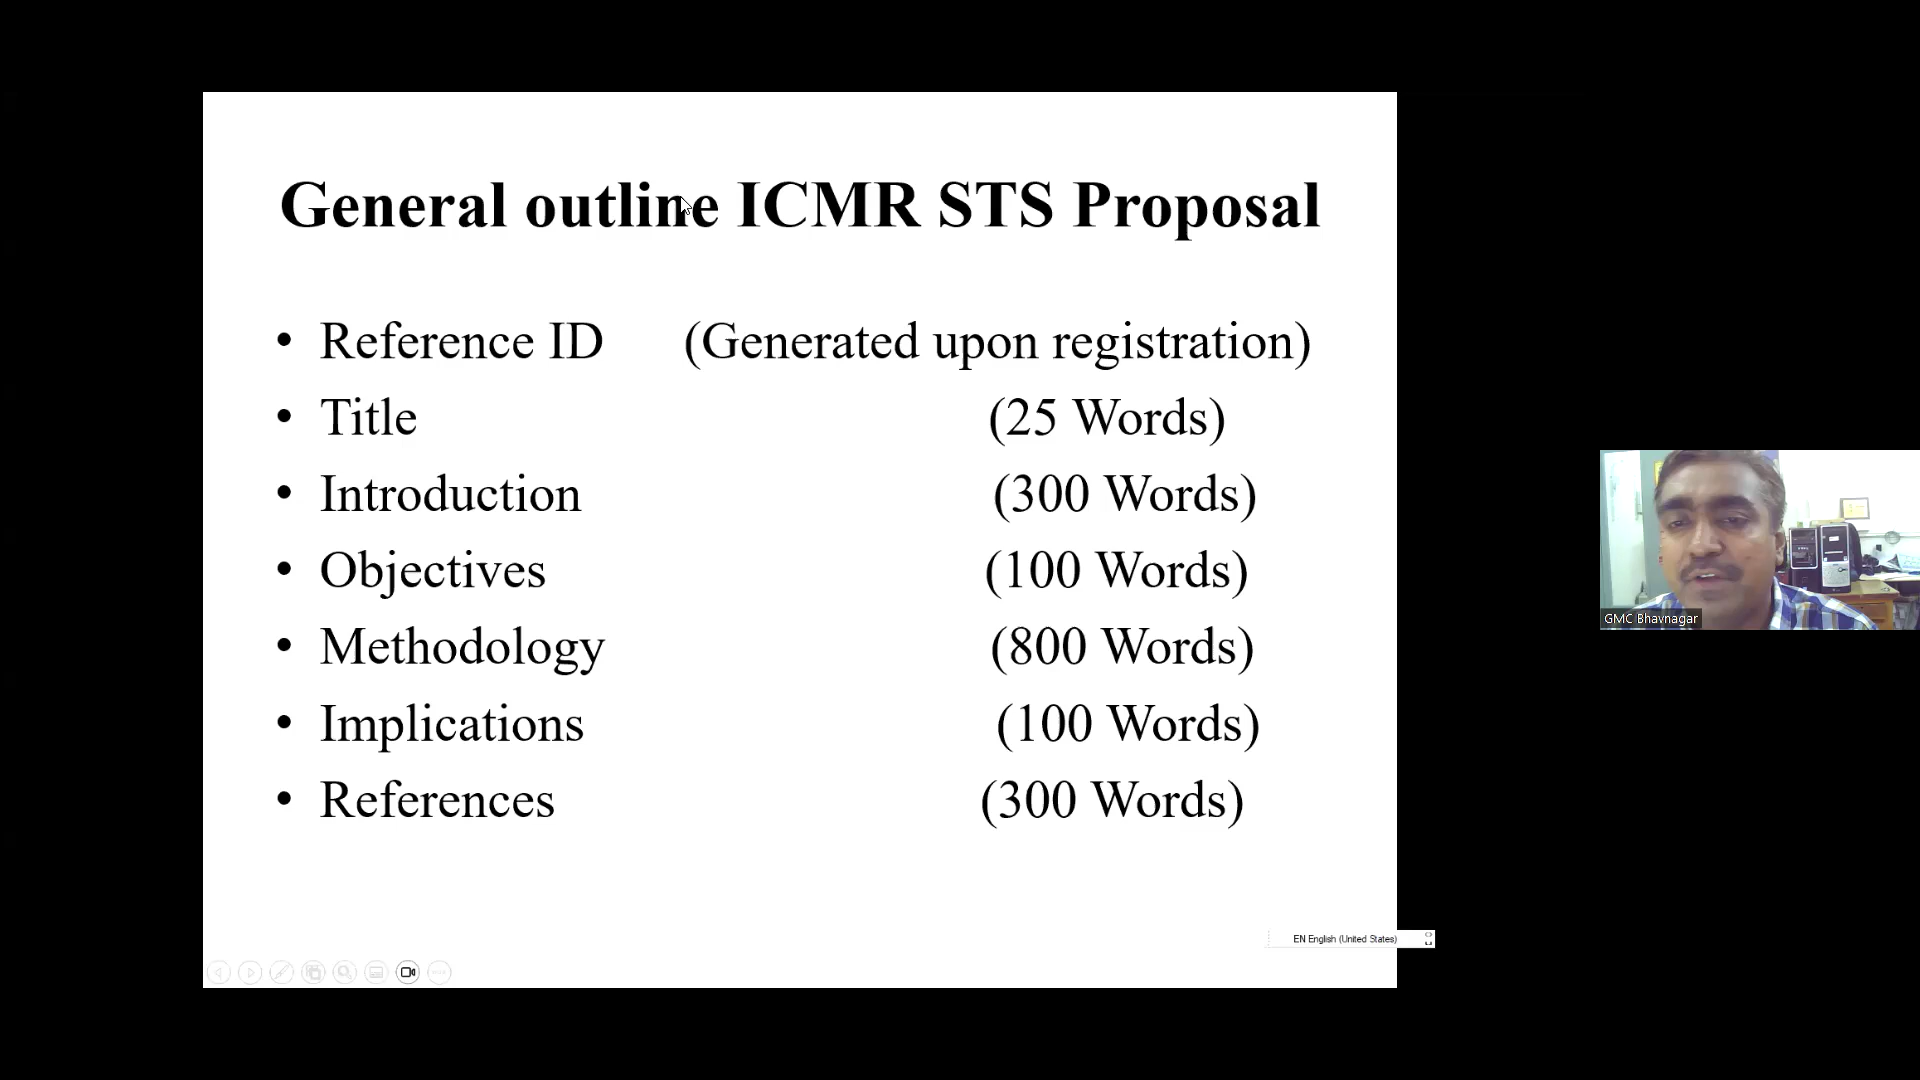 General outline ICMR STS Proposal
• Reference ID (Generated upon registration)
• Title (25 Words)
• Introduction (300 Words)
• Objectives (100 Words)
• Methodology (800 Words)
• Implications (100 Words)
• References (300 Words)
GMC Bhavnagar
EN English (United States)